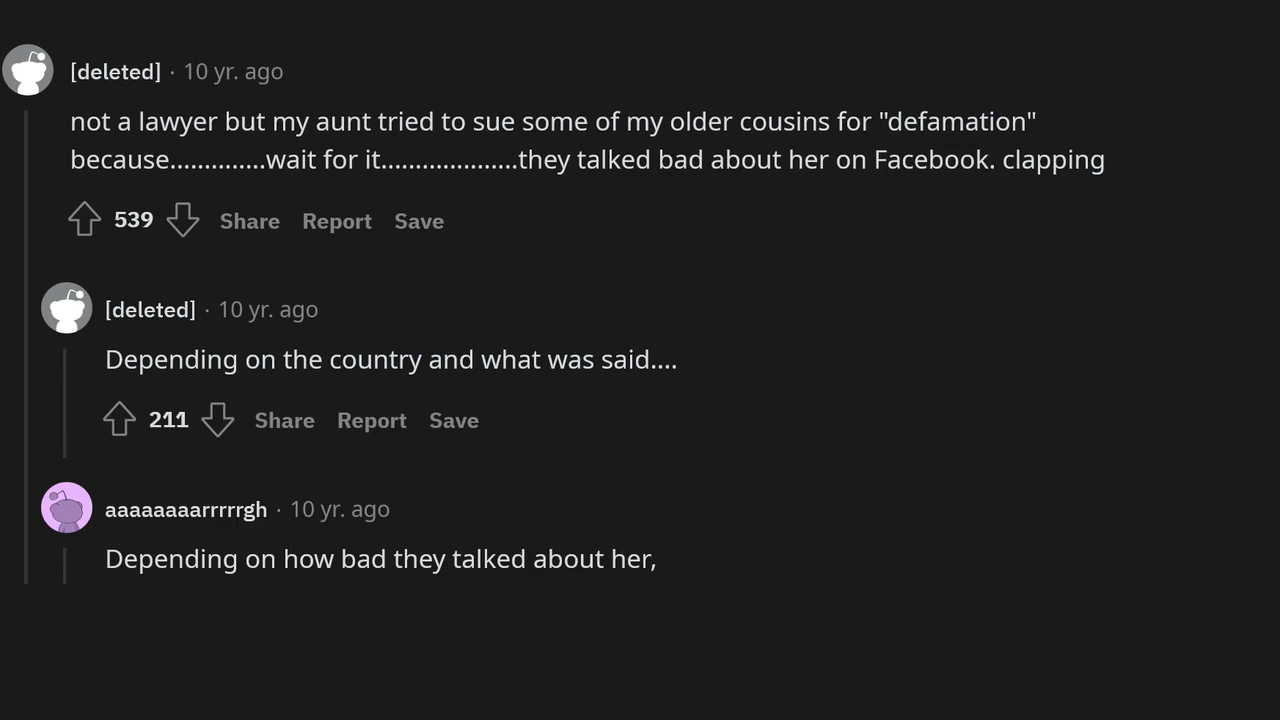 [deleted] · 10 yr. ago
not a lawyer but my aunt tried to sue some of my older cousins for "defamation"
because..............wait for it....................they talked bad about her on Facebook. clapping
539 Share Report Save
[deleted] · 10 yr. ago
Depending on the country and what was said....
211 Share Report Save
aaaaaaaarrrrrgh · 10 yr. ago
Depending on how bad they talked about her,